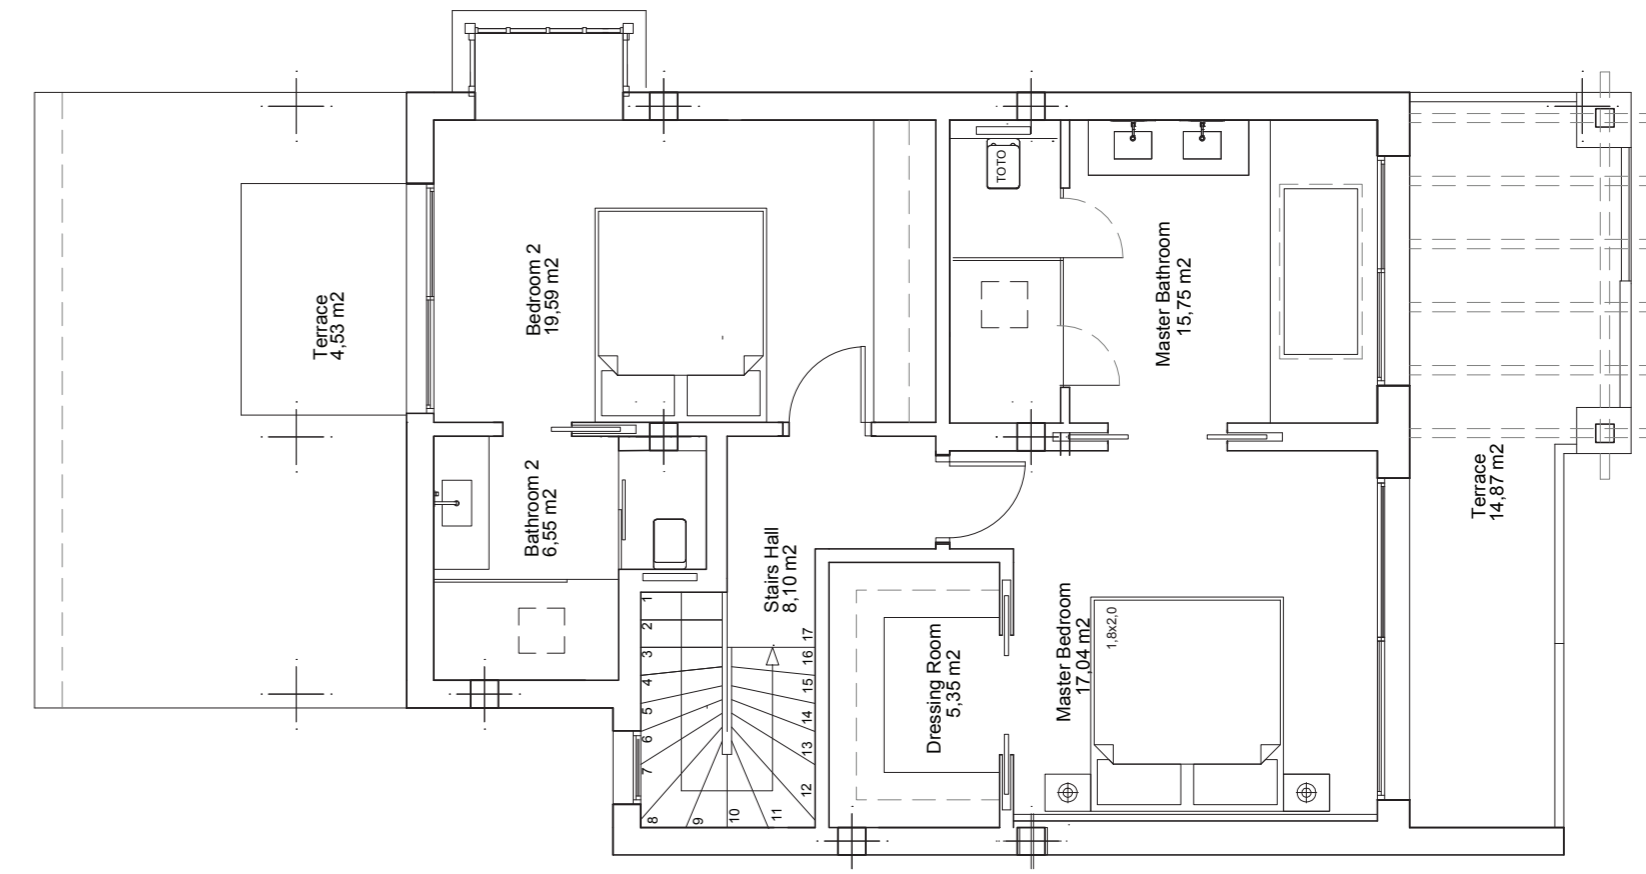 Terrace
4,53 m2
Bedroom 2
19,59 m2
TOTO
Master Bathroom
15,75 m2
Terrace
14,87 m2
Bathroom 2
6,55 m2
Stairs Hall
8,10 m2
Dressing Room
5,35 m2
Master Bedroom
17,04 m2
1,8x2,0
1
2
3
4
5
6
7
8
9
10
11
12
13
14
15
16
17